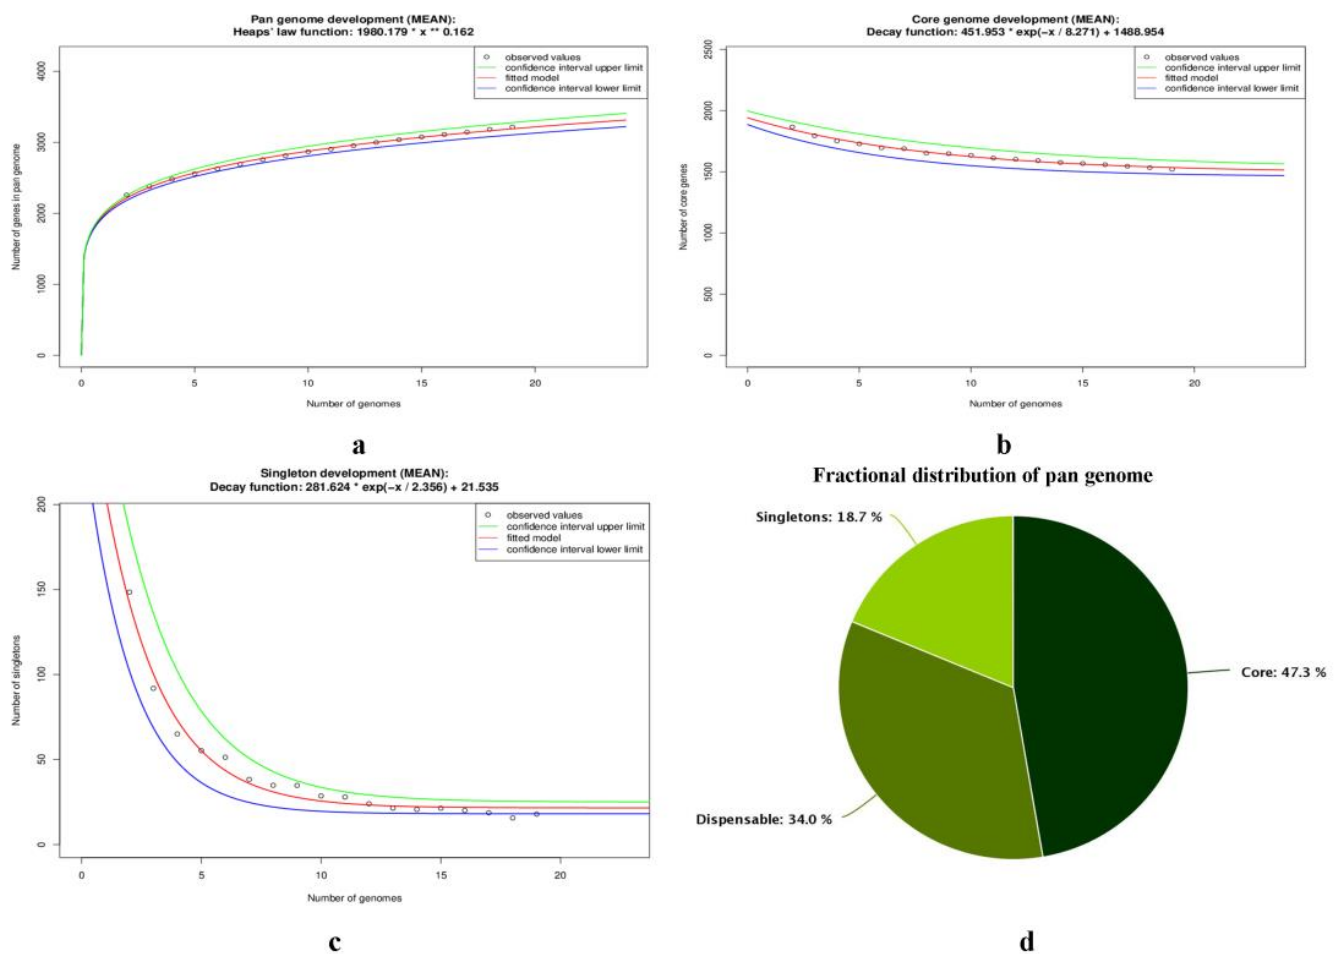 Pan genome development (MEAN):
Heaps' law function: 1980.179 * x ** 0.162
observed values
confidence interval upper limit
fitted model
confidence interval lower limit
Number of genes in pan genome
4000
3000
2000
1000
0
0 5 10 15 20
Number of genomes
a
Core genome development (MEAN):
Decay function: 451.953 * exp(−x / 8.271) + 1488.954
observed values
confidence interval upper limit
fitted model
confidence interval lower limit
Number of core genes
2500
2000
1500
1000
500
0
0 5 10 15 20
Number of genomes
b
Singleton development (MEAN):
Decay function: 281.624 * exp(−x / 2.356) + 21.535
observed values
confidence interval upper limit
fitted model
confidence interval lower limit
Number of singletons
200
150
100
50
0
0 5 10 15 20
Number of genomes
c
Fractional distribution of pan genome
Singletons: 18.7 %
Core: 47.3 %
Dispensable: 34.0 %
d